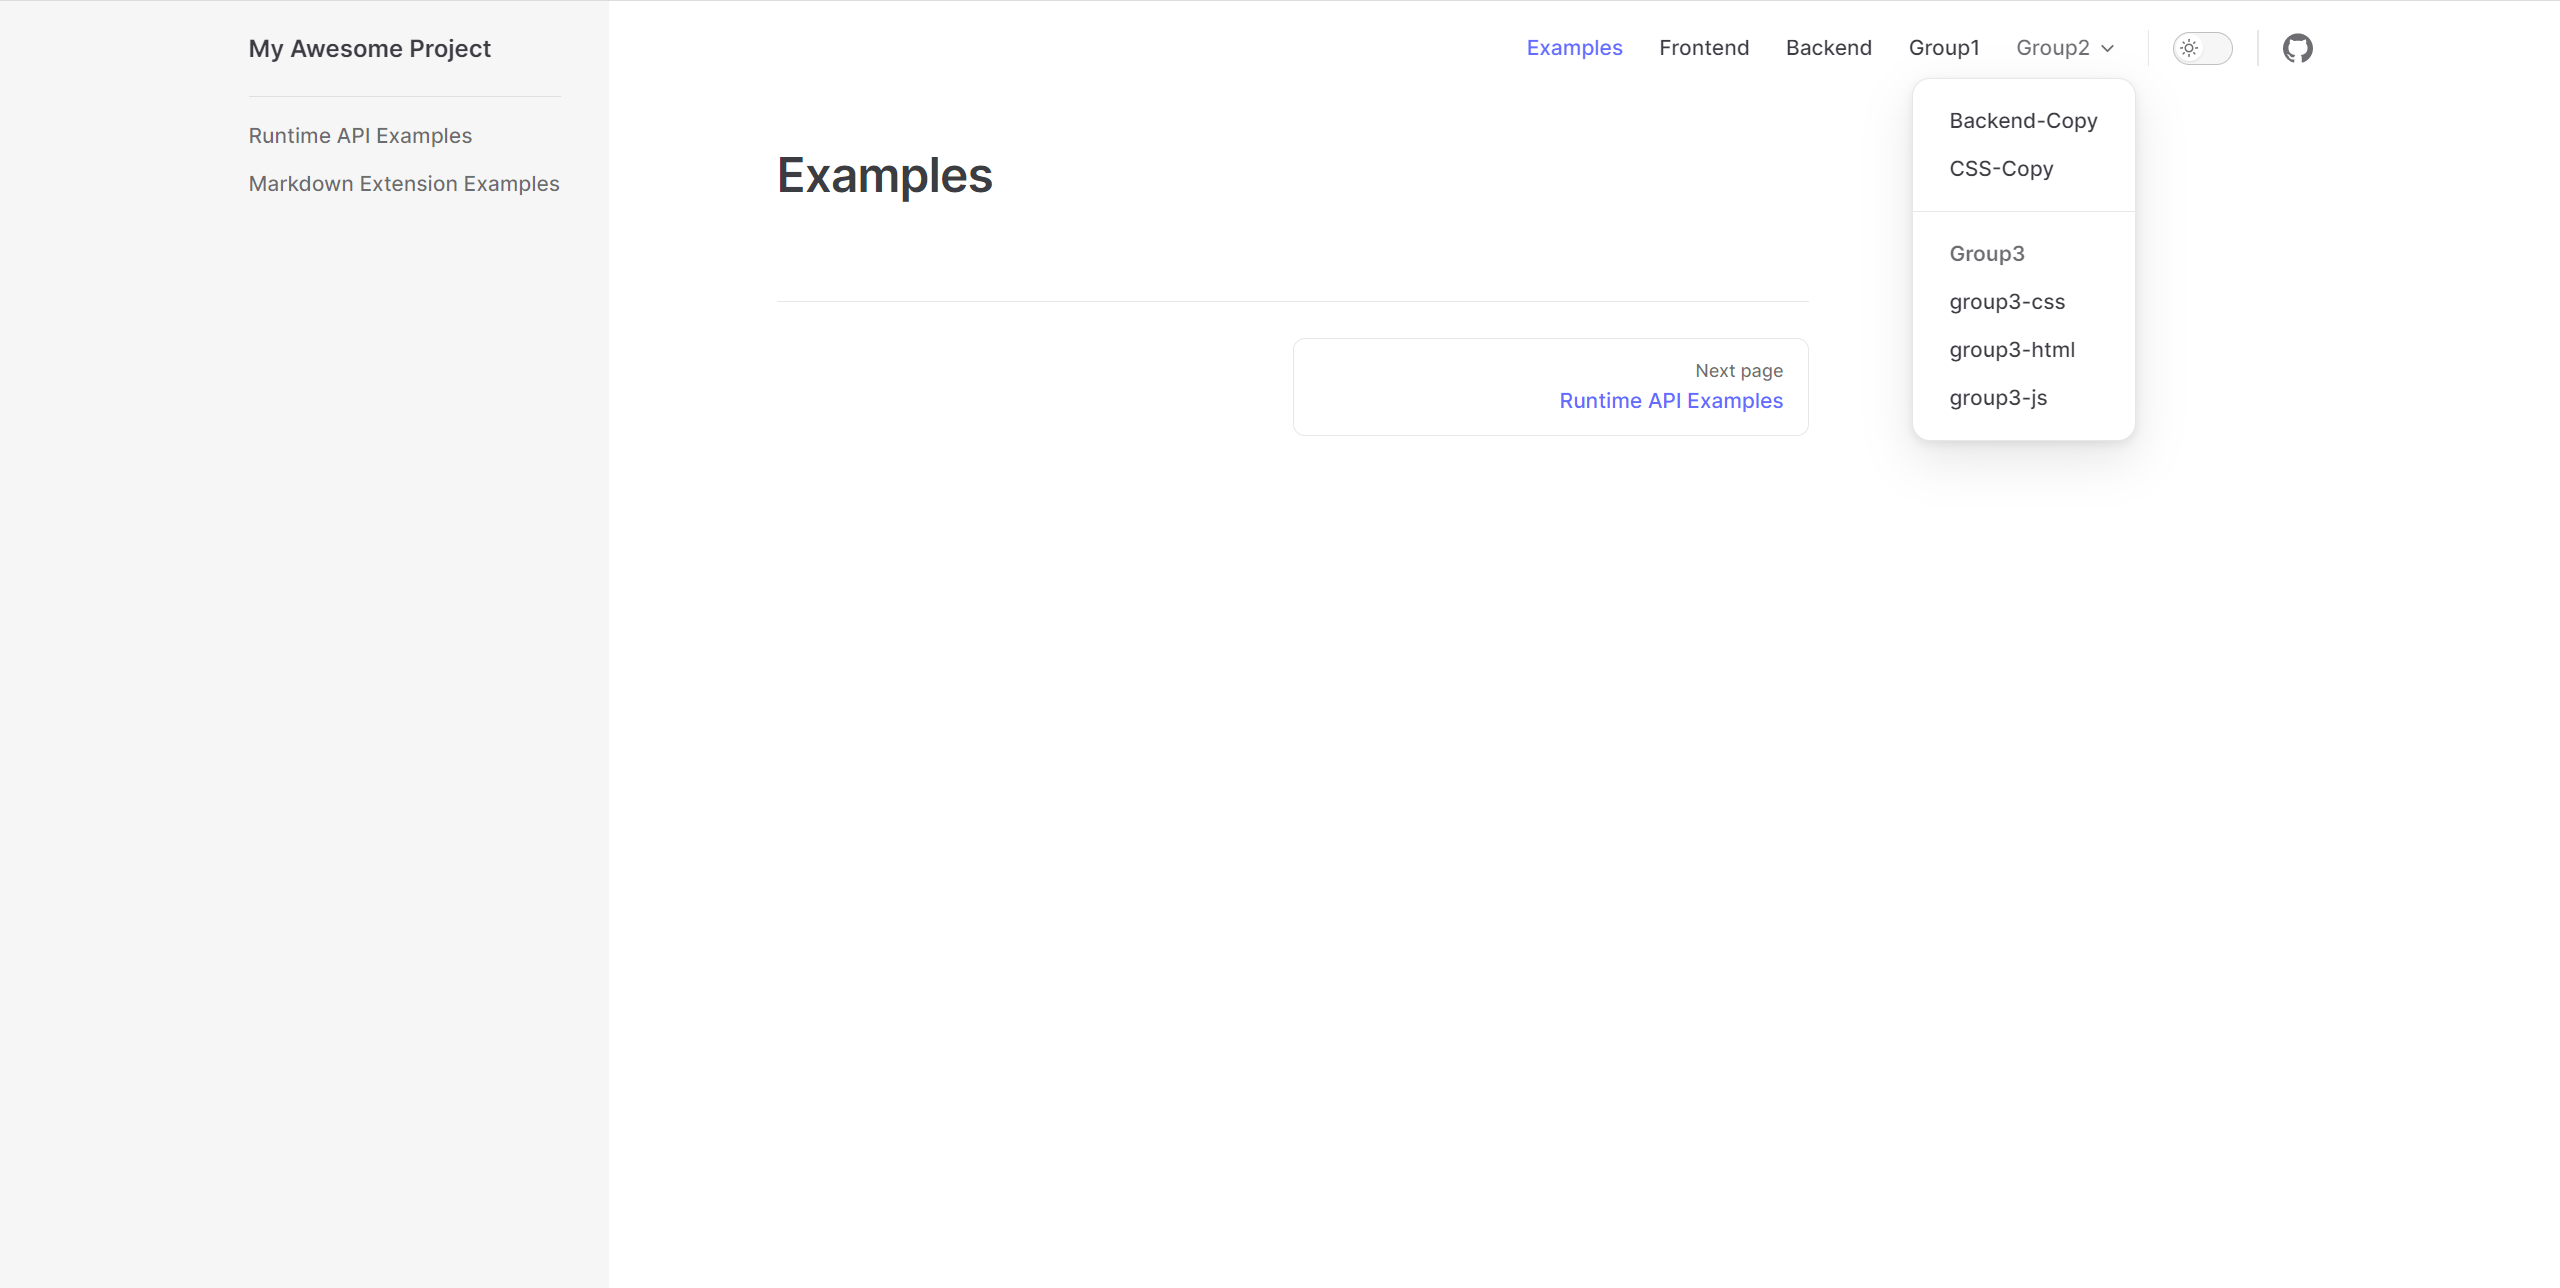 My Awesome Project
Examples
Frontend
Backend
Group1
Group2
Runtime API Examples
Markdown Extension Examples
Examples
Next page
Runtime API Examples
Backend-Copy
CSS-Copy
Group3
group3-css
group3-html
group3-js